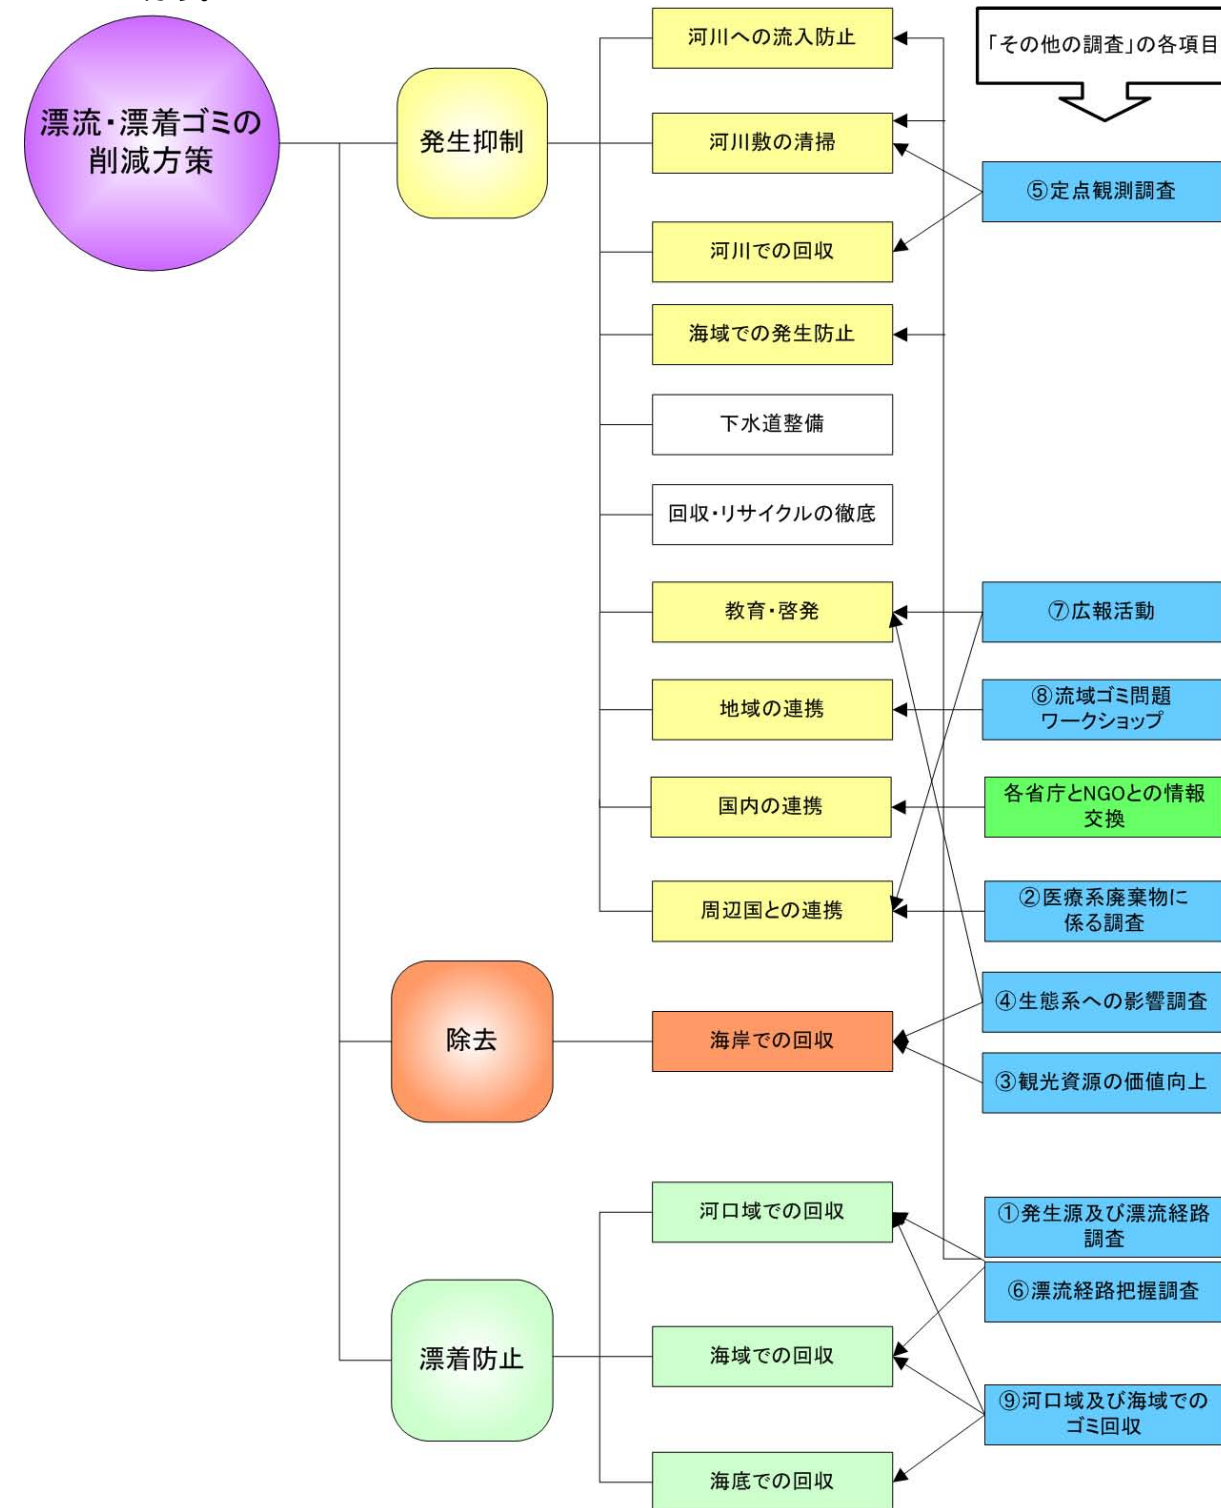 漂流・漂着ゴミの
削減方策
発生抑制
河川への流入防止
河川敷の清掃
河川での回収
海域での発生防止
下水道整備
回収・リサイクルの徹底
教育・啓発
地域の連携
国内の連携
周辺国との連携
除去
海岸での回収
漂着防止
河口域での回収
海域での回収
海底での回収
「その他の調査」の各項目
⑤定点観測調査
⑦広報活動
⑧流域ゴミ問題
ワークショップ
各省庁とNGOとの情報
交換
②医療系廃棄物に
係る調査
④生態系への影響調査
③観光資源の価値向上
①発生源及び漂流経路
調査
⑥漂流経路把握調査
⑨河口域及び海域での
ゴミ回収